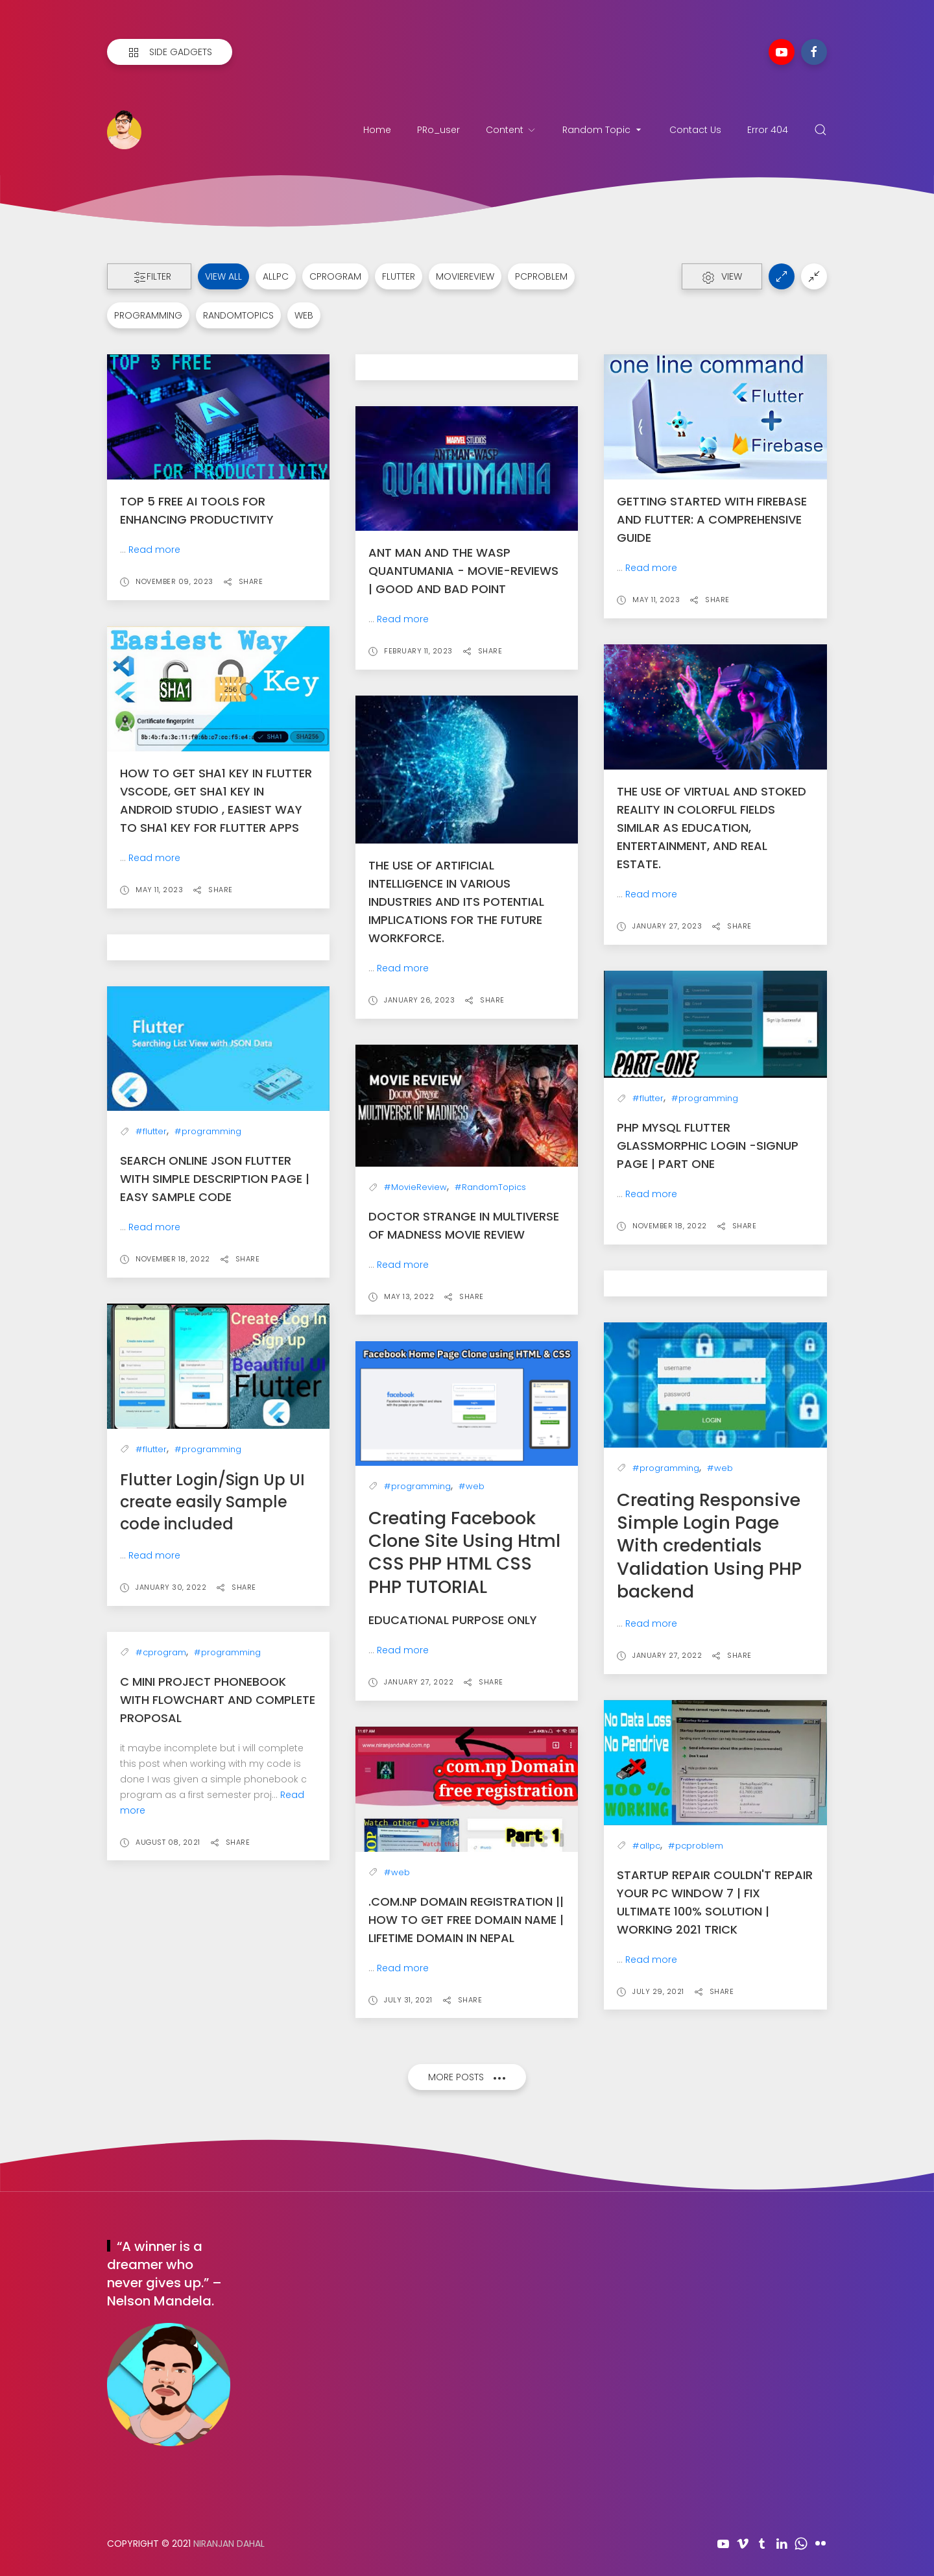 SIDE GADGETS
Home
PRo_user
Content
Random Topic
Contact Us
Error 404
FILTER
VIEW ALL
ALLPC
CPROGRAM
FLUTTER
MOVIEREVIEW
PCPROBLEM
VIEW
PROGRAMMING
RANDOMTOPICS
WEB
TOP 5 FREE
AI
FOR PRODUCTIIVITY
TOP 5 FREE AI TOOLS FOR
ENHANCING PRODUCTIVITY
... Read more
NOVEMBER 09, 2023
SHARE
Easiest Way
SHA1
256
Key
Certificate fingerprint
SHA1
SHA256
HOW TO GET SHA1 KEY IN FLUTTER
VSCODE, GET SHA1 KEY IN
ANDROID STUDIO , EASIEST WAY
TO SHA1 KEY FOR FLUTTER APPS
... Read more
MAY 11, 2023
SHARE
Flutter
Searching List View with JSON Data
#flutter, #programming
SEARCH ONLINE JSON FLUTTER
WITH SIMPLE DESCRIPTION PAGE |
EASY SAMPLE CODE
... Read more
NOVEMBER 18, 2022
SHARE
Create Log In
Sign up
Beautiful UI
Flutter
#flutter, #programming
Flutter Login/Sign Up UI
create easily Sample
code included
... Read more
JANUARY 30, 2022
SHARE
#cprogram, #programming
C MINI PROJECT PHONEBOOK
WITH FLOWCHART AND COMPLETE
PROPOSAL
it maybe incomplete but i will complete
this post when working with my code is
done I was given a simple phonebook c
program as a first semester proj... Read
more
AUGUST 08, 2021
SHARE
MARVEL STUDIOS
ANT-MAN AND THE WASP
QUANTUMANIA
ANT MAN AND THE WASP
QUANTUMANIA - MOVIE-REVIEWS
| GOOD AND BAD POINT
... Read more
FEBRUARY 11, 2023
SHARE
THE USE OF ARTIFICIAL
INTELLIGENCE IN VARIOUS
INDUSTRIES AND ITS POTENTIAL
IMPLICATIONS FOR THE FUTURE
WORKFORCE.
... Read more
JANUARY 26, 2023
SHARE
MOVIE REVIEW
DOCTOR STRANGE
IN THE
MULTIVERSE OF MADNESS
#MovieReview, #RandomTopics
DOCTOR STRANGE IN MULTIVERSE
OF MADNESS MOVIE REVIEW
... Read more
MAY 13, 2022
SHARE
Facebook Home Page Clone using HTML & CSS
facebook
#programming, #web
Creating Facebook
Clone Site Using Html
CSS PHP HTML CSS
PHP TUTORIAL
EDUCATIONAL PURPOSE ONLY
... Read more
JANUARY 27, 2022
SHARE
www.niranjandahal.com.np
.com.np Domain
free registration
Watch other viedo
Part 1
#web
.COM.NP DOMAIN REGISTRATION ||
HOW TO GET FREE DOMAIN NAME |
LIFETIME DOMAIN IN NEPAL
... Read more
JULY 31, 2021
SHARE
one line command
Flutter
+
Firebase
GETTING STARTED WITH FIREBASE
AND FLUTTER: A COMPREHENSIVE
GUIDE
... Read more
MAY 11, 2023
SHARE
THE USE OF VIRTUAL AND STOKED
REALITY IN COLORFUL FIELDS
SIMILAR AS EDUCATION,
ENTERTAINMENT, AND REAL
ESTATE.
... Read more
JANUARY 27, 2023
SHARE
Login
Register Now
PART-ONE
#flutter, #programming
PHP MYSQL FLUTTER
GLASSMORPHIC LOGIN -SIGNUP
PAGE | PART ONE
... Read more
NOVEMBER 18, 2022
SHARE
username
password
LOGIN
#programming, #web
Creating Responsive
Simple Login Page
With credentials
Validation Using PHP
backend
... Read more
JANUARY 27, 2022
SHARE
No Data Loss
No Pendrive
100 %
WORKING
#allpc, #pcproblem
STARTUP REPAIR COULDN'T REPAIR
YOUR PC WINDOW 7 | FIX
ULTIMATE 100% SOLUTION |
WORKING 2021 TRICK
... Read more
JULY 29, 2021
SHARE
MORE POSTS
“A winner is a
dreamer who
never gives up.” –
Nelson Mandela.
COPYRIGHT © 2021 NIRANJAN DAHAL